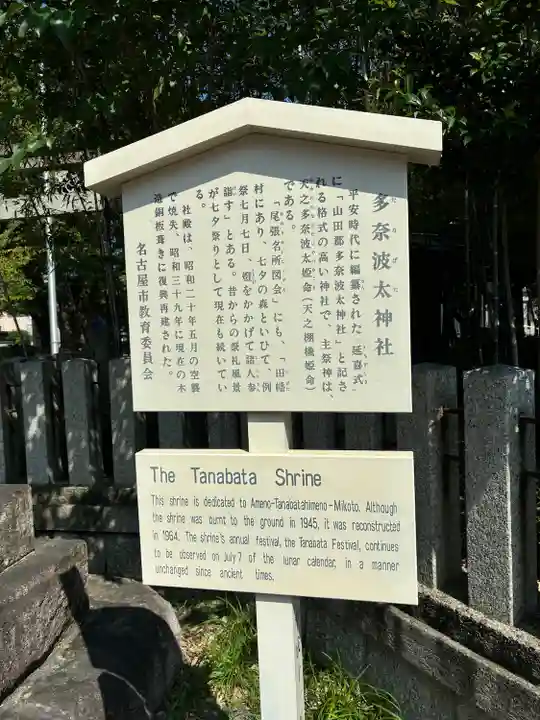 多奈波太神社
平安時代に編纂された「延喜式」
に「山田郡多奈波太神社」と記さ
れる格式の高い神社で、主祭神は、
天之多奈波太姫命(天之棚機姫命)
である。
「尾張名所図会」にも、「田幡
村にあり、七夕の森といひて、例
祭七月七日、燈をかかげて諸人参
詣す」とある。昔からの祭礼風景
が七夕祭りとして現在も続いてい
る。
社殿は、昭和二十年五月の空襲
で焼失、昭和三十九年に現在の木
造銅板葺きに復興再建された。
名古屋市教育委員会
The Tanabata Shrine
This shrine is dedicated to Ameno-Tanabatahimeno-Mikoto. Although
the shrine was burnt to the ground in 1945, it was reconstructed
in 1964. The shrine's annual festival, the Tanabata Festival, continues
to be observed on July 7 of the lunar calendar, in a manner
unchanged since ancient times.